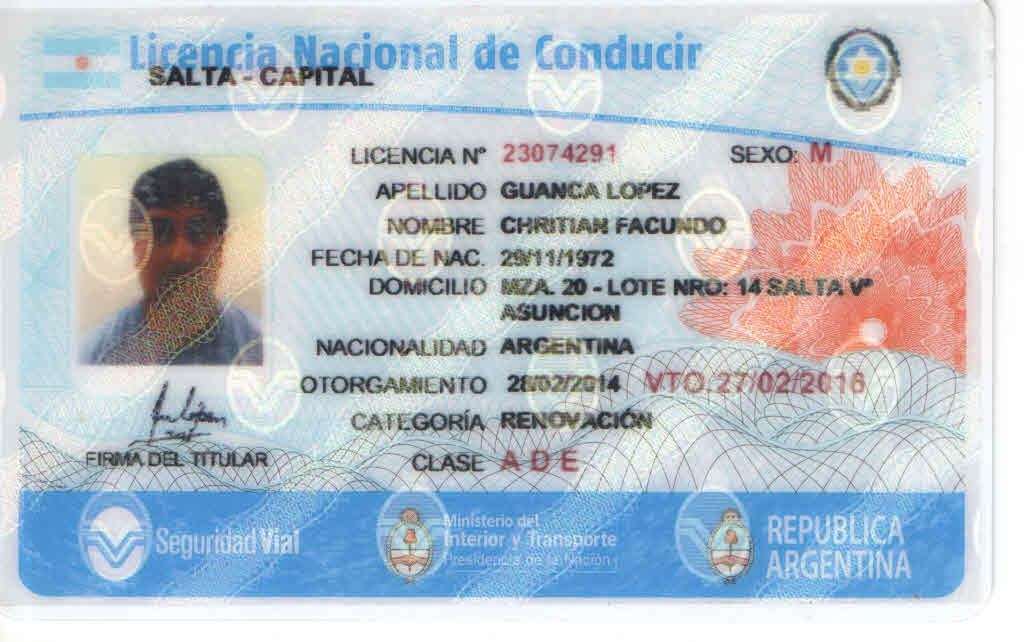 Licencia Nacional de Conducir
SALTA - CAPITAL
LICENCIA Nº 23074291 SEXO: M
APELLIDO GUANCA LOPEZ
NOMBRE CHRITIAN FACUNDO
FECHA DE NAC. 29/11/1972
DOMICILIO MZA. 20 - LOTE NRO: 14 SALTA Vº
ASUNCION
NACIONALIDAD ARGENTINA
OTORGAMIENTO 28/02/2014 VTO.27/02/2016
CATEGORÍA RENOVACIÓN
FIRMA DEL TITULAR
CLASE A D E
Seguridad Vial
Ministerio del
Interior y Transporte
Presidencia de la Nación
REPUBLICA
ARGENTINA